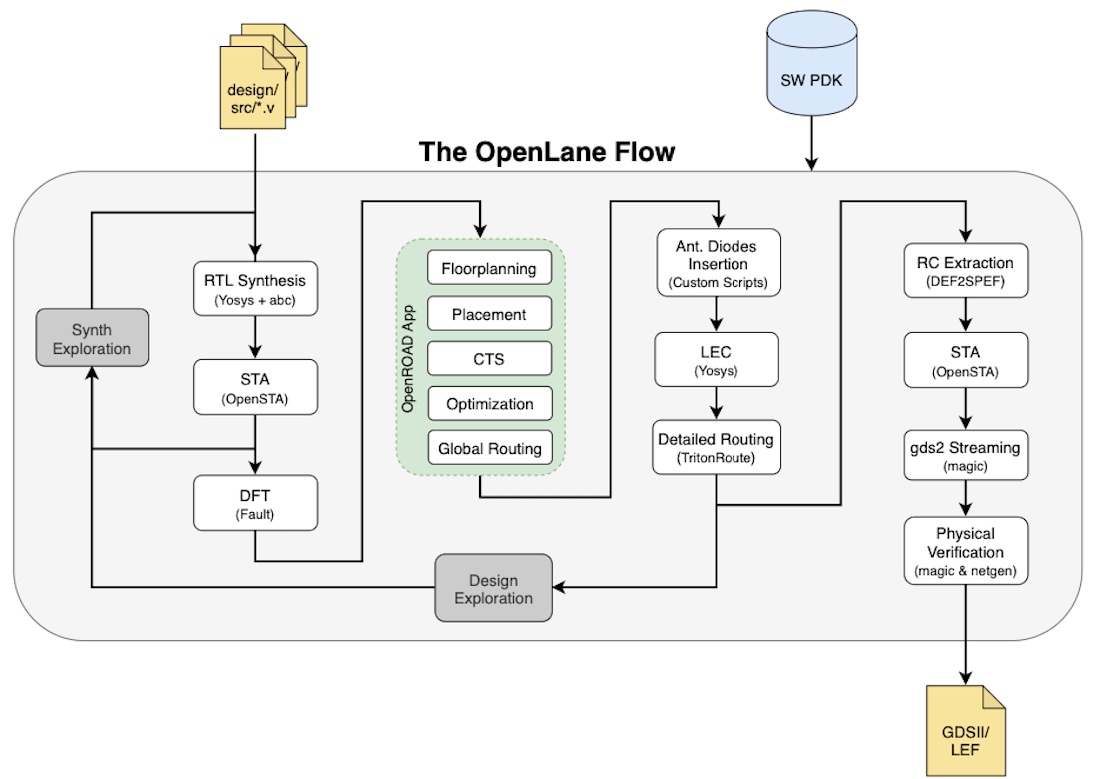 design/
src/*.v
/
SW PDK
The OpenLane Flow
RTL Synthesis
(Yosys + abc)
Synth
Exploration
STA
(OpenSTA)
DFT
(Fault)
OpenROAD App
Floorplanning
Placement
CTS
Optimization
Global Routing
Design
Exploration
Ant. Diodes
Insertion
(Custom Scripts)
LEC
(Yosys)
Detailed Routing
(TritonRoute)
RC Extraction
(DEF2SPEF)
STA
(OpenSTA)
gds2 Streaming
(magic)
Physical
Verification
(magic & netgen)
GDSII/
LEF